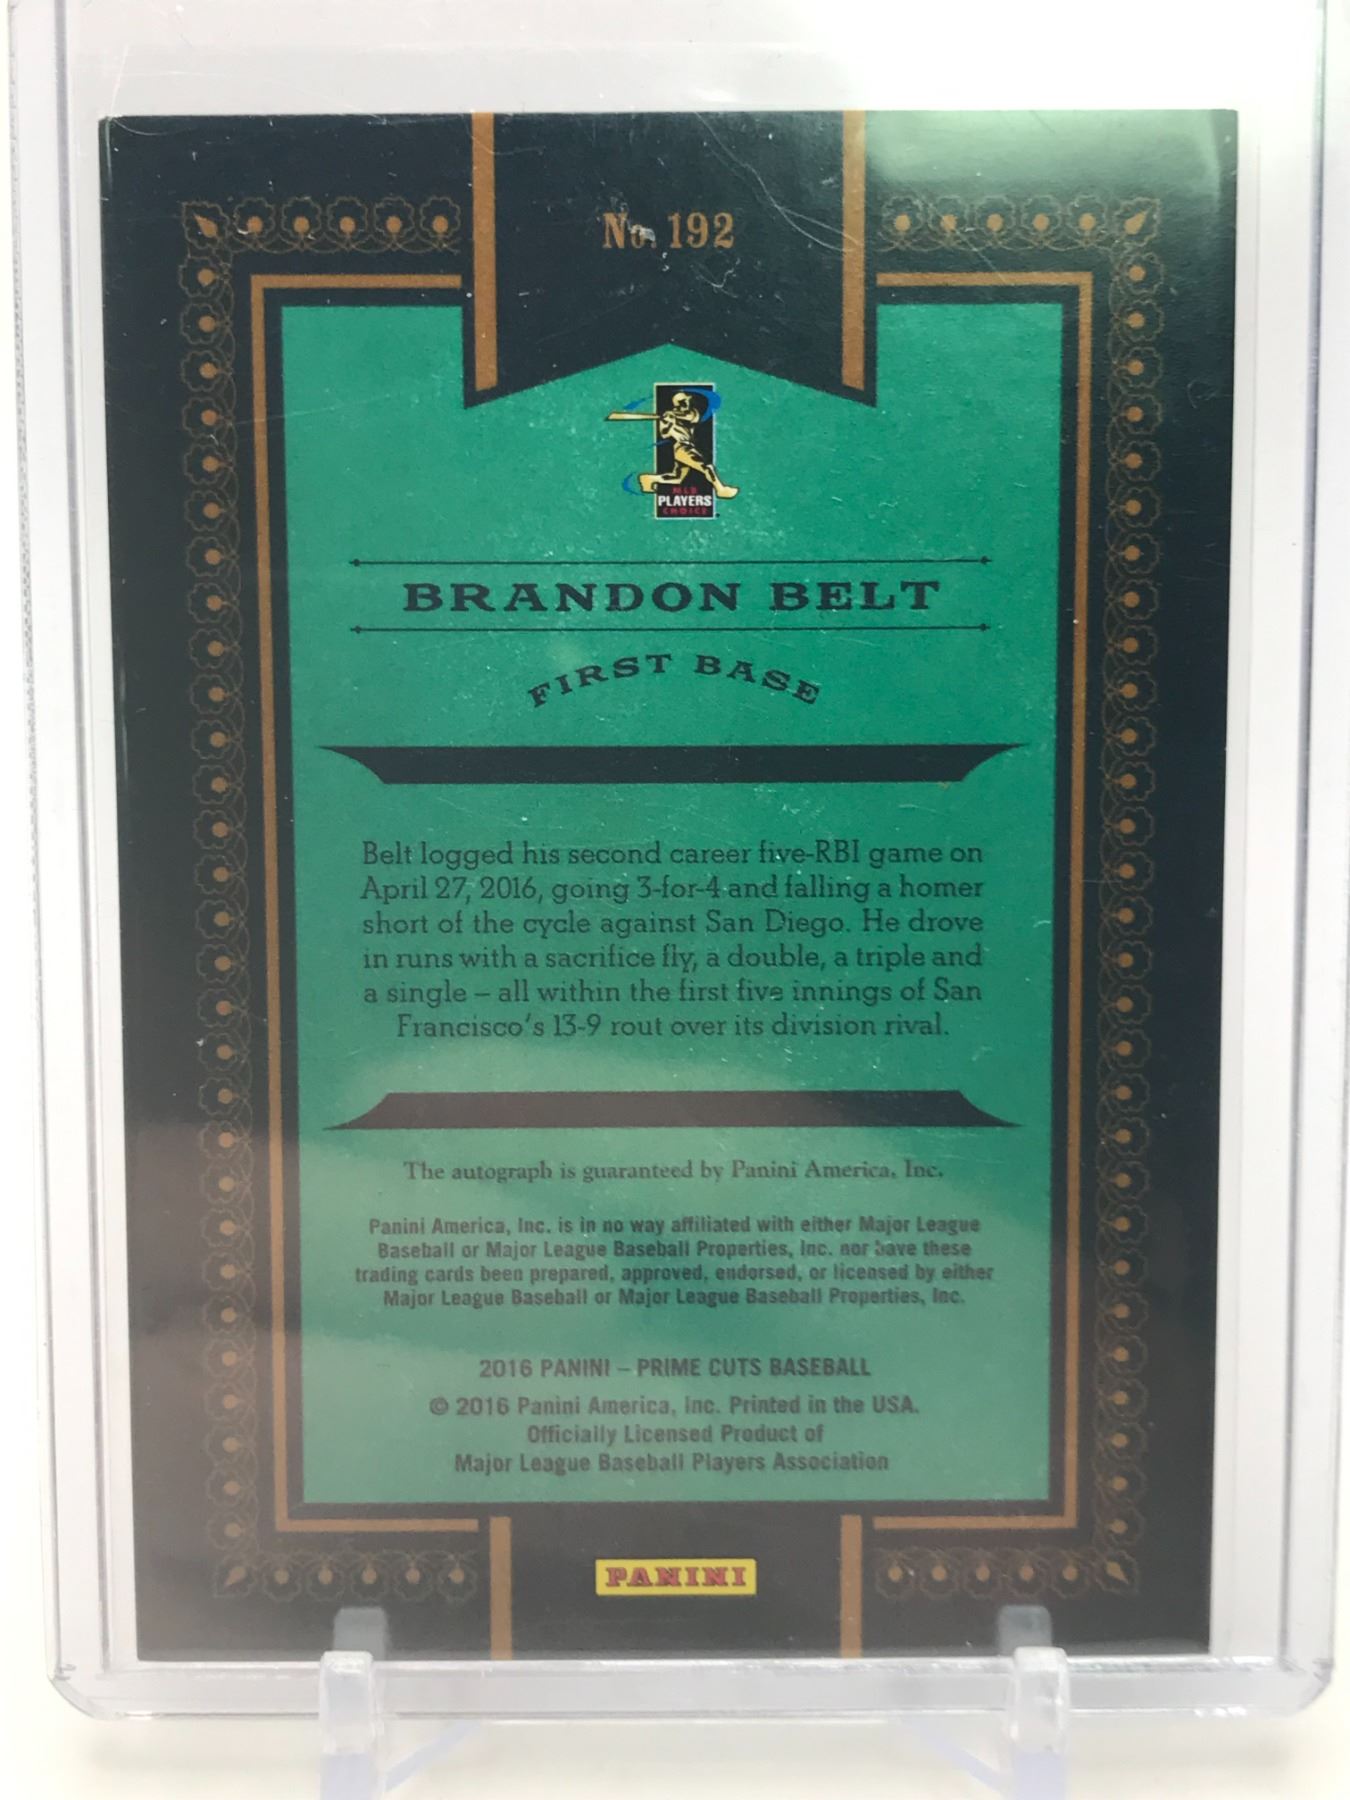 No. 192
MLB
PLAYERS
CHOICE
BRANDON BELT
FIRST BASE
Belt logged his second career five-RBI game on
April 27, 2016, going 3-for-4 and falling a homer
short of the cycle against San Diego. He drove
in runs with a sacrifice fly, a double, a triple and
a single – all within the first five innings of San
Francisco's 13-9 rout over its division rival.
The autograph is guaranteed by Panini America, Inc.
Panini America, Inc. is in no way affiliated with either Major League
Baseball or Major League Baseball Properties, Inc. nor have these
trading cards been prepared, approved, endorsed, or licensed by either
Major League Baseball or Major League Baseball Properties, Inc.
2016 PANINI – PRIME CUTS BASEBALL
© 2016 Panini America, Inc. Printed in the USA.
Officially Licensed Product of
Major League Baseball Players Association
PANINI